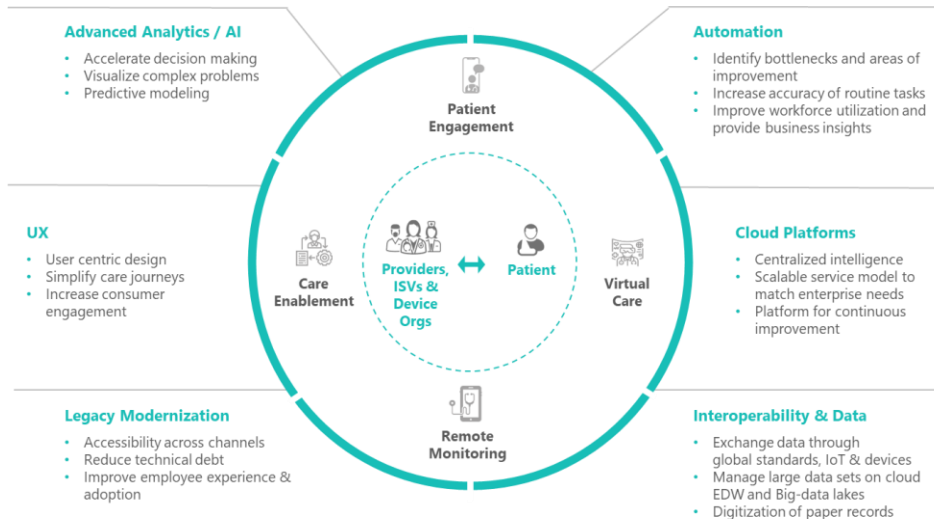 Advanced Analytics / AI
• Accelerate decision making
• Visualize complex problems
• Predictive modeling
Automation
• Identify bottlenecks and areas of
improvement
• Increase accuracy of routine tasks
• Improve workforce utilization and
provide business insights
Patient
Engagement
UX
• User centric design
• Simplify care journeys
• Increase consumer
engagement
Care
Enablement
Providers,
ISVs &
Device
Orgs
Patient
Virtual
Care
Cloud Platforms
• Centralized intelligence
• Scalable service model to
match enterprise needs
• Platform for continuous
improvement
Legacy Modernization
• Accessibility across channels
• Reduce technical debt
• Improve employee experience &
adoption
Remote
Monitoring
Interoperability & Data
• Exchange data through
global standards, IoT & devices
• Manage large data sets on cloud
EDW and Big-data lakes
• Digitization of paper records